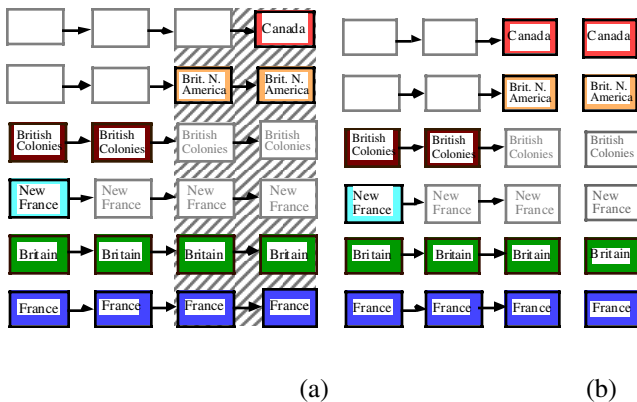 Canada Canada Canada
Brit. N. Brit. N. Brit. N. Brit. N.
America America America America
British British British British British British British British
Colonies Colonies Colonies Colonies Colonies Colonies Colonies Colonies
New New New New New New New New
France France France France France France France France
Britain Britain Britain Britain Britain Britain Britain Britain
France France France France France France France France
(a) (b)